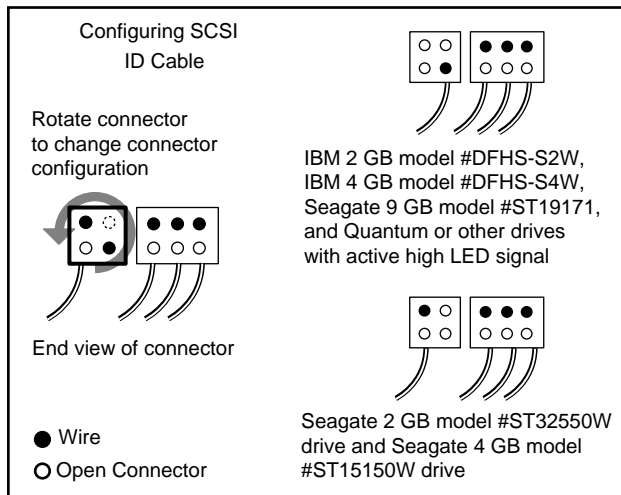 Configuring SCSI
ID Cable
Rotate connector
to change connector
configuration
End view of connector
Wire
Open Connector
IBM 2 GB model #DFHS-S2W,
IBM 4 GB model #DFHS-S4W,
Seagate 9 GB model #ST19171,
and Quantum or other drives
with active high LED signal
Seagate 2 GB model #ST32550W
drive and Seagate 4 GB model
#ST15150W drive